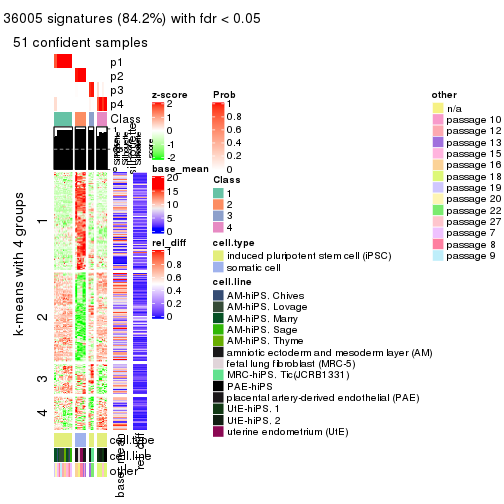 36005 signatures (84.2%) with fdr < 0.05
51 confident samples
p1
p2
p3
p4
Class
silhouette
score
k-means with 4 groups
1
2
3
4
cell.type
cell.line
other
base_mean
rel_diff
z-score
2
1
0
-1
-2
base_mean
20
15
10
5
0
rel_diff
1
0.8
0.6
0.4
0.2
0
Prob
1
0.8
0.6
0.4
0.2
0
Class
1
2
3
4
cell.type
induced pluripotent stem cell (iPSC)
somatic cell
cell.line
AM-hiPS. Chives
AM-hiPS. Lovage
AM-hiPS. Many
AM-hiPS. Sage
AM-hiPS. Thyme
amniotic ectoderm and mesoderm layer (AM)
fetal lung fibroblast (MRC-5)
MRC-hiPS. Tic(JCRB1331)
PAE-hiPS
placental artery-derived endothelial (PAE)
UtE-hiPS. 1
UtE-hiPS. 2
uterine endometrium (UtE)
other
n/a
passage 10
passage 12
passage 13
passage 15
passage 16
passage 18
passage 19
passage 20
passage 22
passage 27
passage 7
passage 8
passage 9